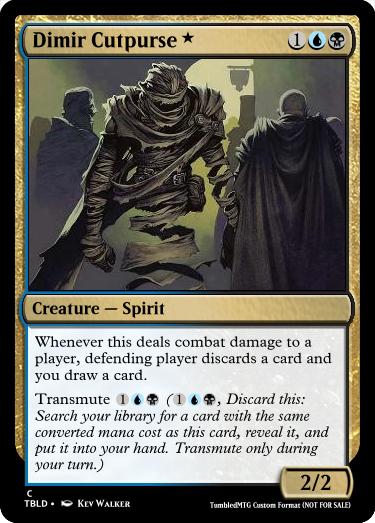 Dimir Cutpurse ★ 1
Creature — Spirit
Whenever this deals combat damage to a
player, defending player discards a card and
you draw a card.
Transmute 1 (1, Discard this:
Search your library for a card with the same
converted mana cost as this card, reveal it, and
put it into your hand. Transmute only during
your turn.)
2/2
C
TBLD • Kev Walker
TumbledMTG Custom Format (NOT FOR SALE)